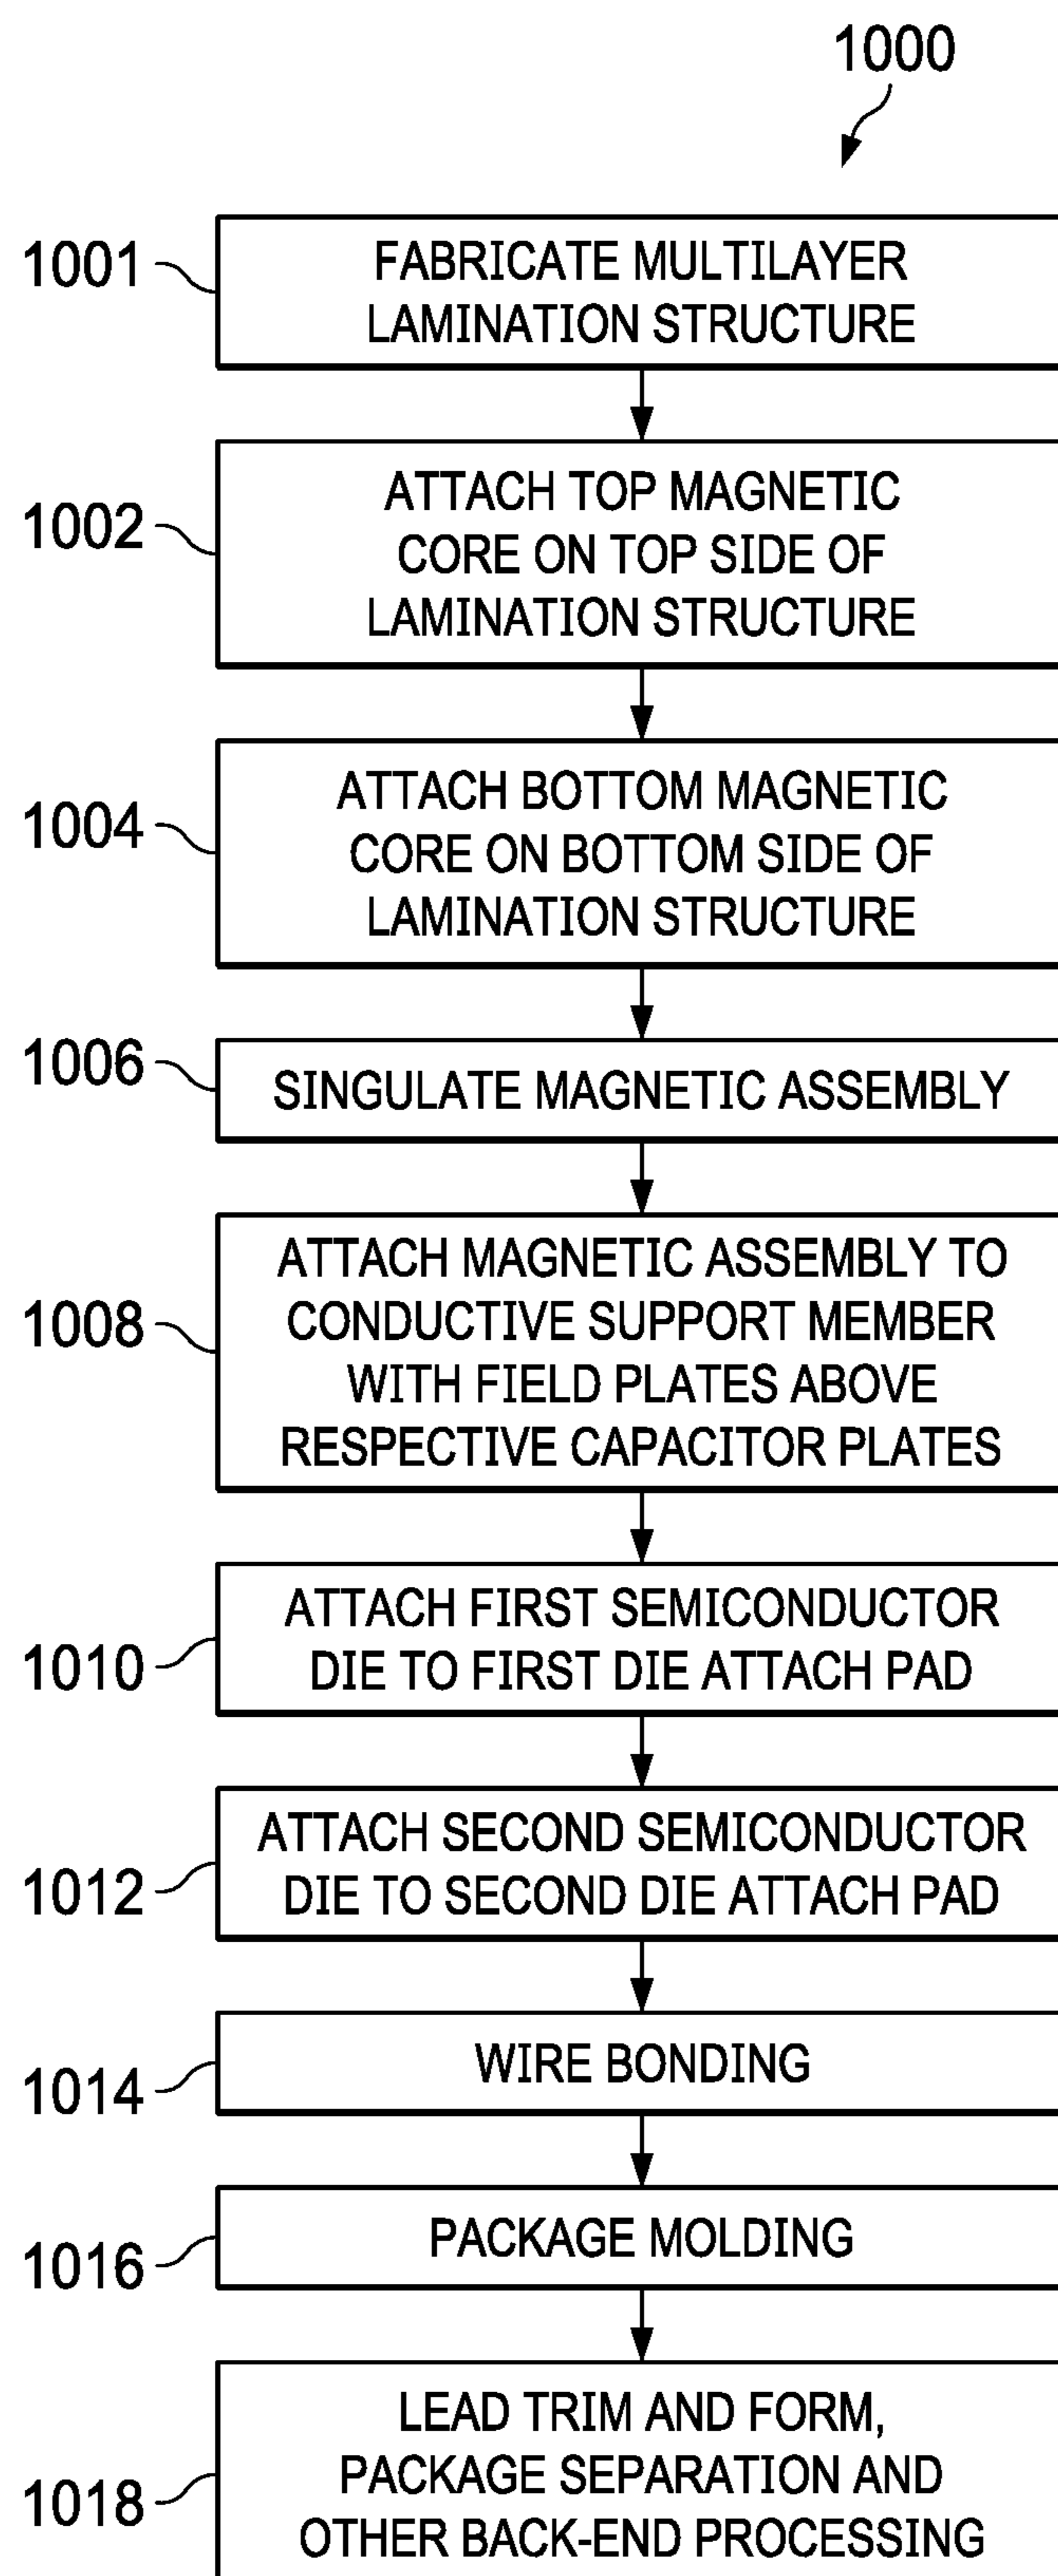 1000
1001
FABRICATE MULTILAYER
LAMINATION STRUCTURE
1002
ATTACH TOP MAGNETIC
CORE ON TOP SIDE OF
LAMINATION STRUCTURE
1004
ATTACH BOTTOM MAGNETIC
CORE ON BOTTOM SIDE OF
LAMINATION STRUCTURE
1006
SINGULATE MAGNETIC ASSEMBLY
1008
ATTACH MAGNETIC ASSEMBLY TO
CONDUCTIVE SUPPORT MEMBER
WITH FIELD PLATES ABOVE
RESPECTIVE CAPACITOR PLATES
1010
ATTACH FIRST SEMICONDUCTOR
DIE TO FIRST DIE ATTACH PAD
1012
ATTACH SECOND SEMICONDUCTOR
DIE TO SECOND DIE ATTACH PAD
1014
WIRE BONDING
1016
PACKAGE MOLDING
1018
LEAD TRIM AND FORM,
PACKAGE SEPARATION AND
OTHER BACK-END PROCESSING